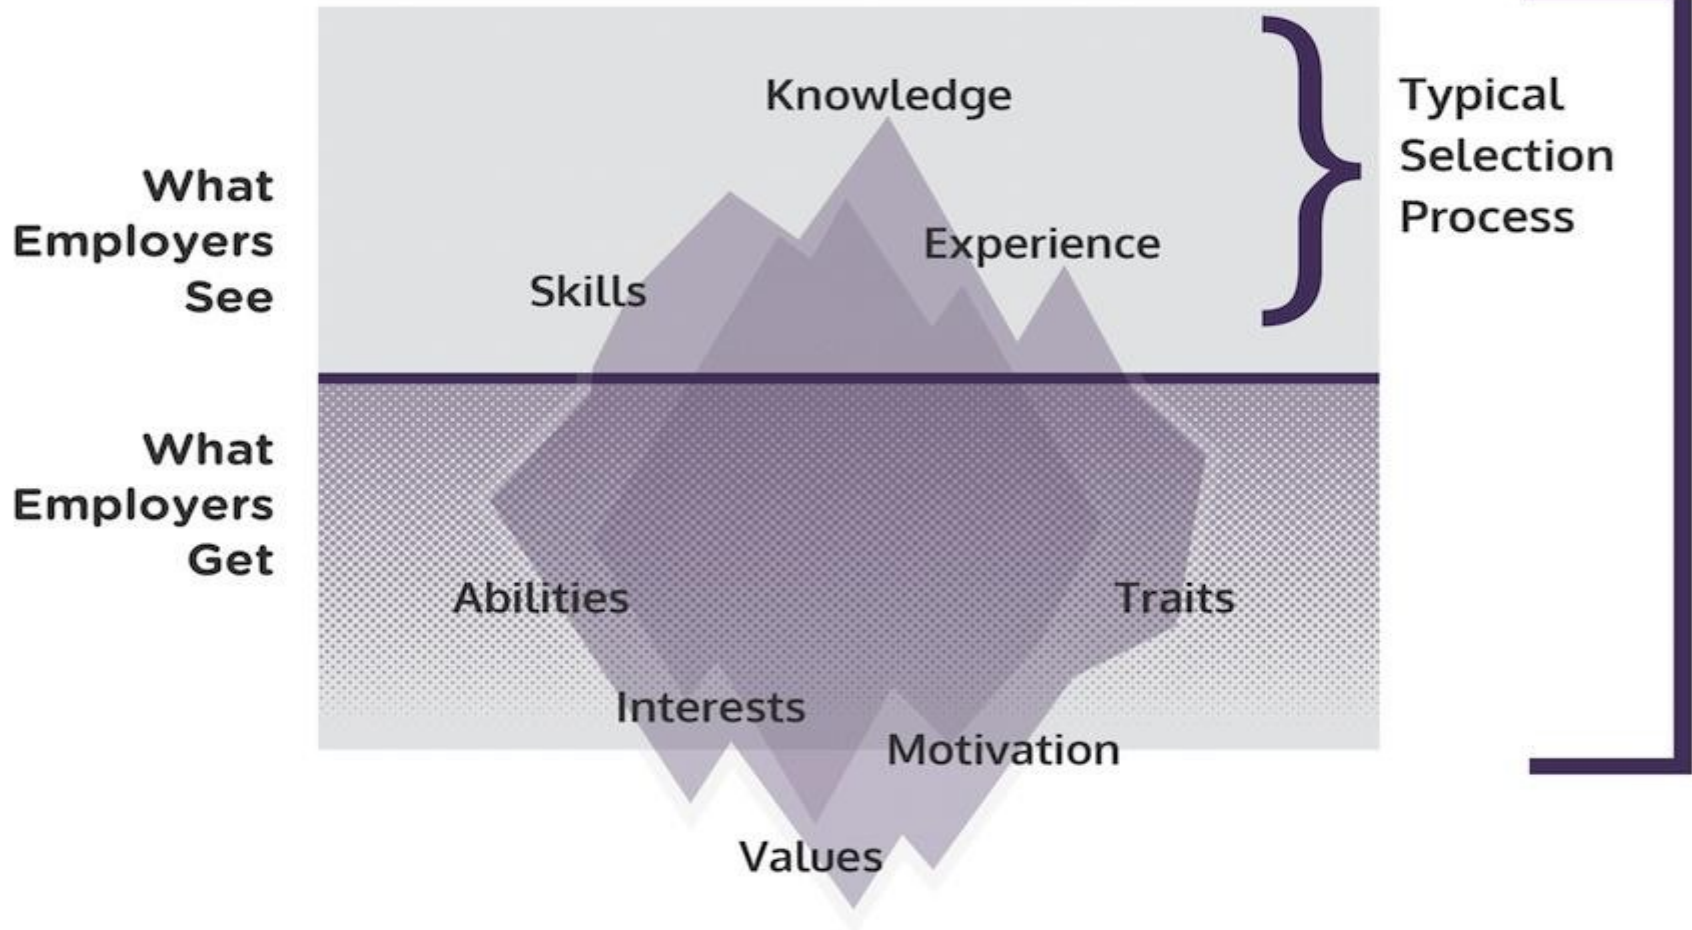 Knowledge
Typical
Selection
Process
What
Employers
See
Experience
Skills
What
Employers
Get
Abilities
Traits
Interests
Motivation
Values